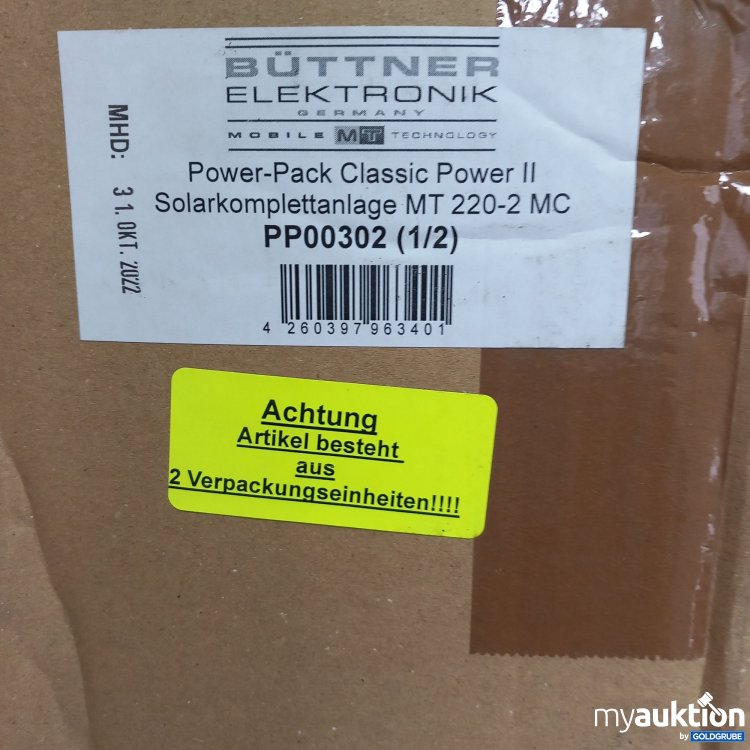 BÜTTNER
ELEKTRONIK
GERMANY
MOBILE MT TECHNOLOGY
Power-Pack Classic Power II
Solarkomplettanlage MT 220-2 MC
PP00302 (1/2)
4 260397 963401
MHD: 31. OKT. 2022
Achtung
Artikel besteht
aus
2 Verpackungseinheiten!!!!
myauktion
by GOLDGRUBE